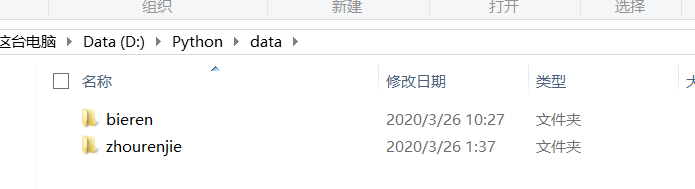 组织 新建 打开 选择
这台电脑 Data (D:) Python data
名称 修改日期 类型
bieren 2020/3/26 10:27 文件夹
zhourenjie 2020/3/26 1:37 文件夹